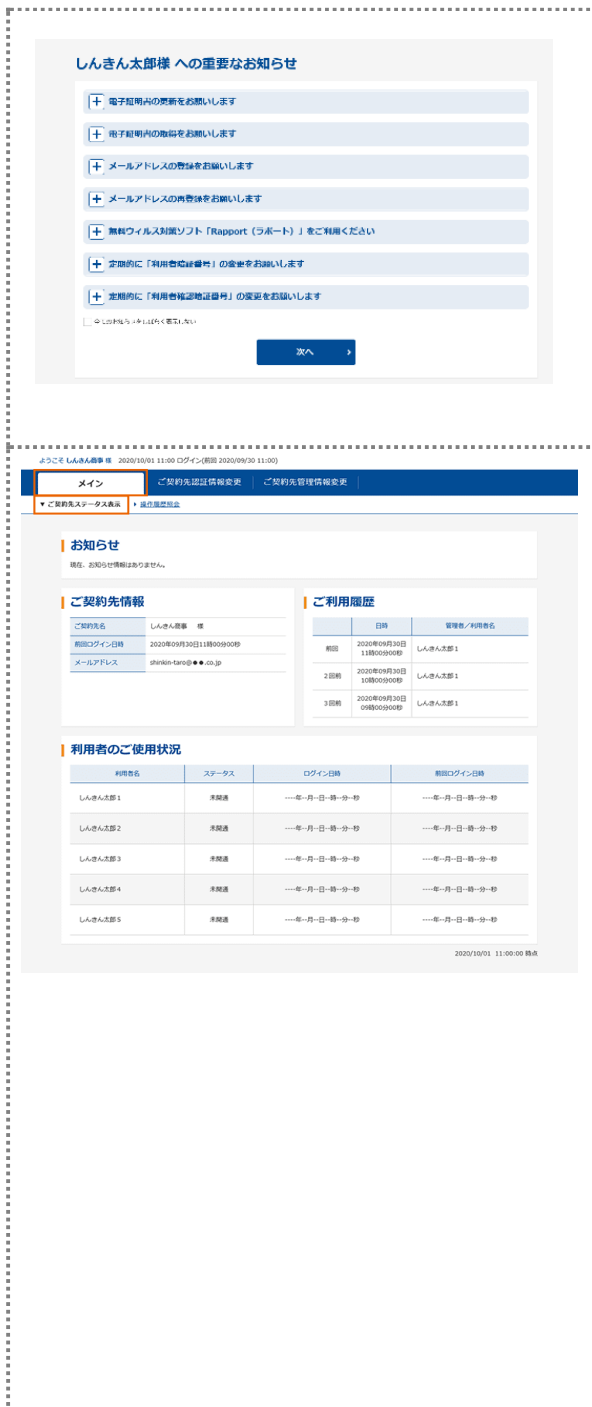 しんきん太郎様 への重要なお知らせ
電子証明書の更新をお願いします
電子証明書の取得をお願いします
メールアドレスの登録をお願いします
メールアドレスの再登録をお願いします
無料ウィルス対策ソフト「Rapport（ラポート）」をご利用ください
定期的に「利用者暗証番号」の変更をお願いします
定期的に「利用者確認暗証番号」の変更をお願いします
次へ
ようこそ しんきん商事 様 2020/10/01 11:00 ログイン(前回 2020/09/30 11:00)
メイン ご契約先認証情報変更 ご契約先管理情報変更
▼ ご契約先ステータス表示 操作履歴照会
お知らせ
現在、お知らせ情報はありません。
ご契約先情報
ご契約先名 しんきん商事 様
前回ログイン日時 2020年09月30日11時00分00秒
メールアドレス shinkin-taro@●●.co.jp
ご利用履歴
日時 管理者／利用者名
前回 2020年09月30日 しんきん太郎１
11時00分00秒
２回前 2020年09月30日 しんきん太郎１
10時00分00秒
３回前 2020年09月30日 しんきん太郎１
09時00分00秒
利用者のご使用状況
利用者名 ステータス ログイン日時 前回ログイン日時
しんきん太郎１ 未開通 ----年--月--日--時--分--秒 ----年--月--日--時--分--秒
しんきん太郎２ 未開通 ----年--月--日--時--分--秒 ----年--月--日--時--分--秒
しんきん太郎３ 未開通 ----年--月--日--時--分--秒 ----年--月--日--時--分--秒
しんきん太郎４ 未開通 ----年--月--日--時--分--秒 ----年--月--日--時--分--秒
しんきん太郎５ 未開通 ----年--月--日--時--分--秒 ----年--月--日--時--分--秒
2020/10/01 11:00:00 時点